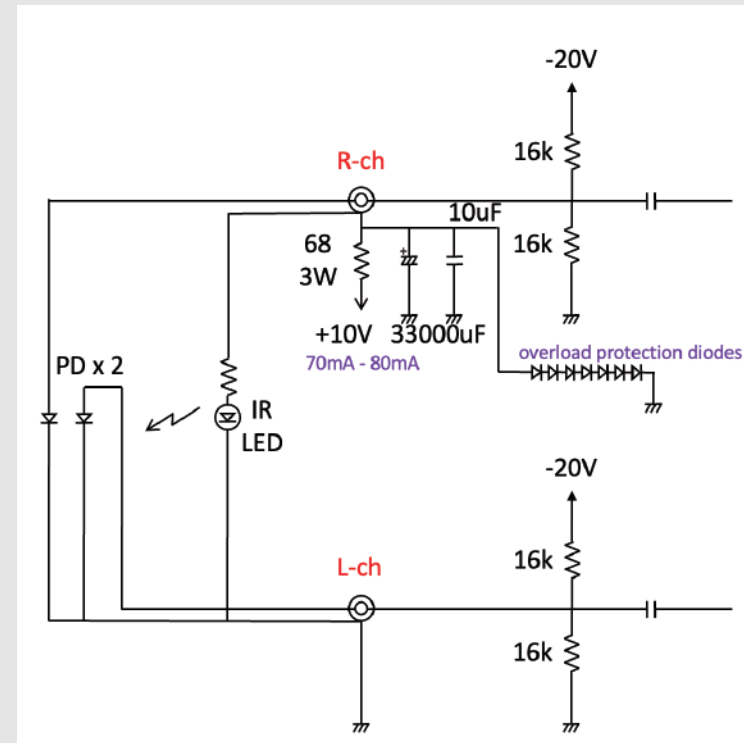 -20V
16k
R-ch
10uF
16k
68
3W
+
+10V
33000uF
70mA - 80mA
overload protection diodes
PD x 2
IR
LED
-20V
16k
L-ch
16k